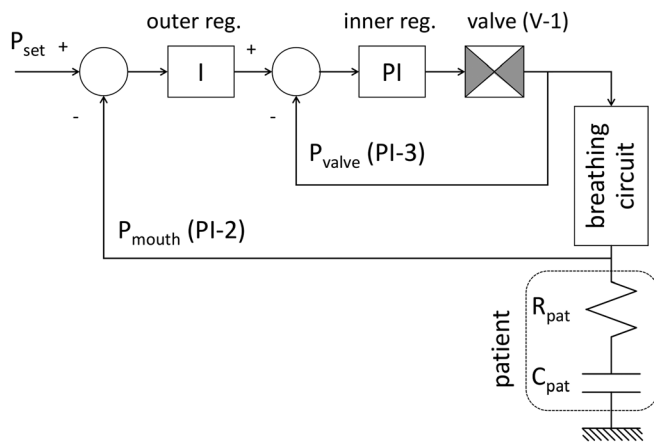 outer reg.
inner reg.
valve (V-1)
P_set
+
I
+
PI
-
-
P_valve (PI-3)
breathing
circuit
P_mouth (PI-2)
patient
R_pat
C_pat